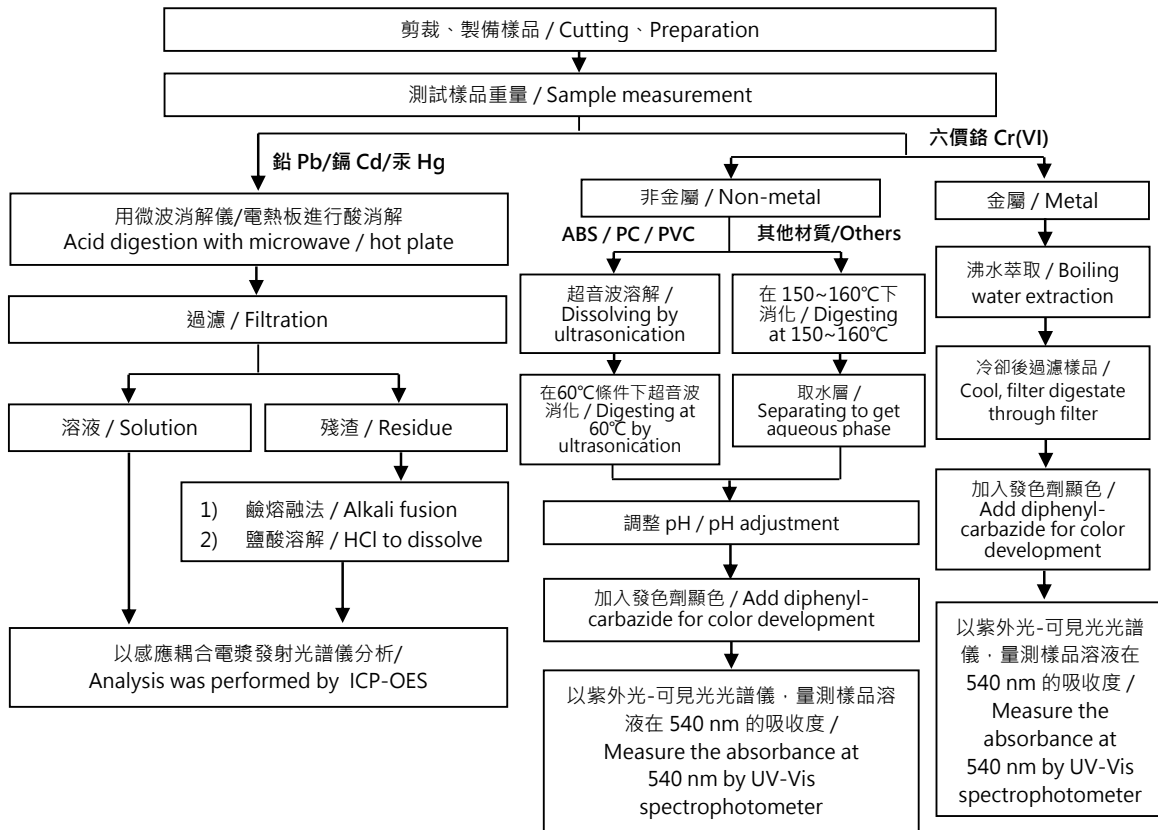 剪裁、製備樣品 / Cutting、Preparation
測試樣品重量 / Sample measurement
鉛 Pb/鎘 Cd/汞 Hg
六價鉻 Cr(VI)
用微波消解儀/電熱板進行酸消解
Acid digestion with microwave / hot plate
過濾 / Filtration
溶液 / Solution
殘渣 / Residue
1) 鹼熔融法 / Alkali fusion
2) 鹽酸溶解 / HCl to dissolve
以感應耦合電漿發射光譜儀分析/
Analysis was performed by ICP-OES
非金屬 / Non-metal
ABS / PC / PVC
其他材質/Others
超音波溶解 /
Dissolving by
ultrasonication
在60℃條件下超音波
消化 / Digesting at
60℃ by
ultrasonication
在 150~160℃下
消化 / Digesting
at 150~160℃
取水層 /
Separating to get
aqueous phase
調整 pH / pH adjustment
加入發色劑顯色 / Add diphenyl-
carbazide for color development
以紫外光-可見光光譜儀，量測樣品溶
液在 540 nm 的吸收度 /
Measure the absorbance at
540 nm by UV-Vis
spectrophotometer
金屬 / Metal
沸水萃取 / Boiling
water extraction
冷卻後過濾樣品 /
Cool, filter digestate
through filter
加入發色劑顯色 /
Add diphenyl-
carbazide for color
development
以紫外光-可見光光譜
儀，量測樣品溶液在
540 nm 的吸收度 /
Measure the
absorbance at
540 nm by UV-Vis
spectrophotometer